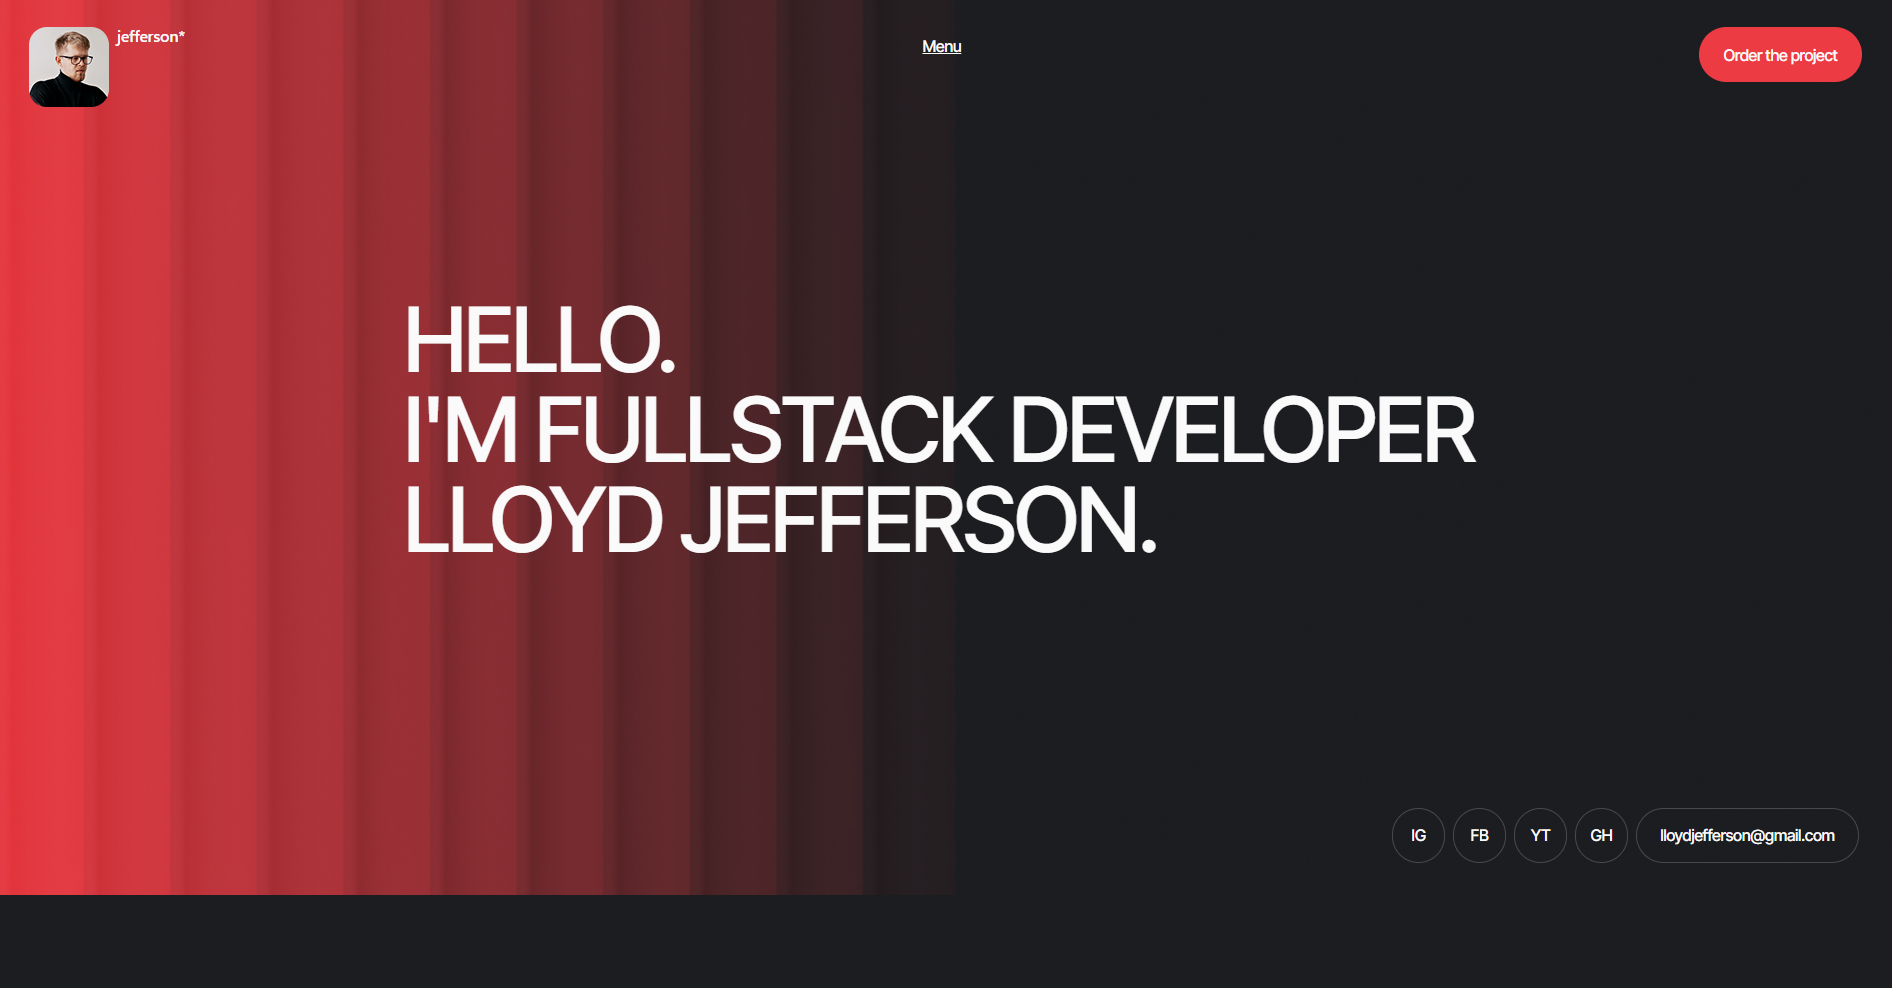 jefferson*
Menu
Order the project
HELLO.
I'M FULLSTACK DEVELOPER
LLOYD JEFFERSON.
IG
FB
YT
GH
lloydjefferson@gmail.com